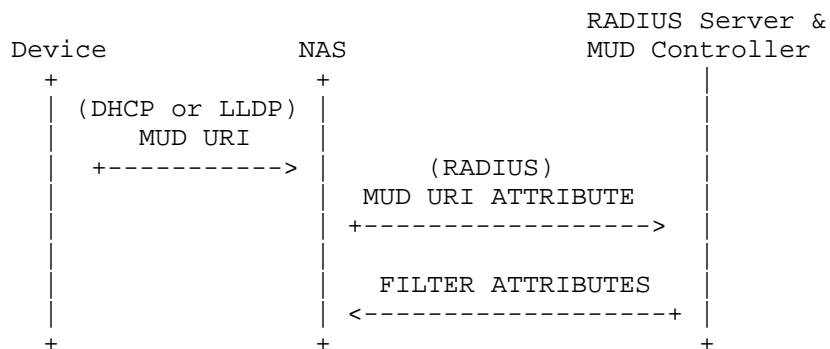 RADIUS Server &
Device NAS MUD Controller
(DHCP or LLDP)
MUD URI
(RADIUS)
MUD URI ATTRIBUTE
FILTER ATTRIBUTES